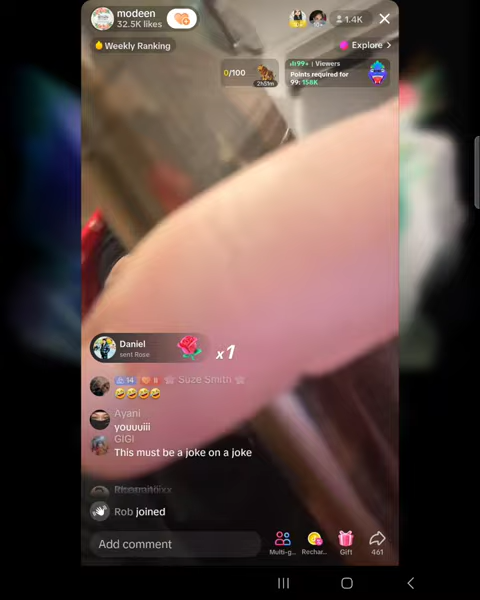 modeen
32.5K likes
1.4K
Weekly Ranking
Explore >
0/100
2h51m
99+ | Viewers
Points required for
99: 158K
Daniel
sent Rose
x1
14 II Suze Smith
Ayani
youuuiii
GIGI
This must be a joke on a joke
Rob joined
Add comment
Multi-g...
Rechar...
Gift
461